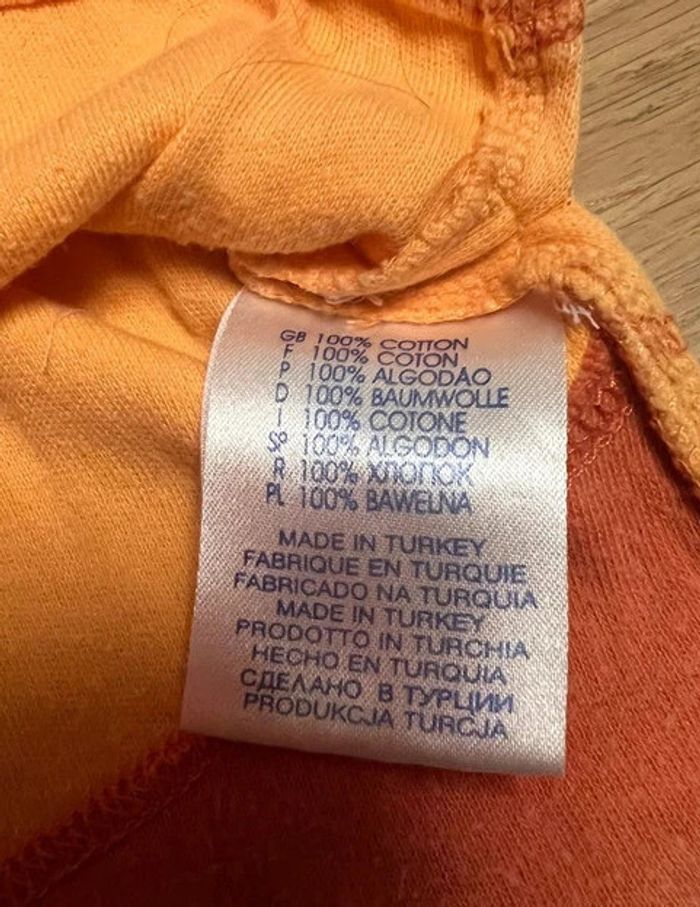 GB 100% COTTON
F 100% COTON
P 100% ALGODÃO
D 100% BAUMWOLLE
I 100% COTONE
SP 100% ALGODON
R 100% ХЛОПОК
PL 100% BAWELNA
MADE IN TURKEY
FABRIQUE EN TURQUIE
FABRICADO NA TURQUIA
MADE IN TURKEY
PRODOTTO IN TURCHIA
HECHO EN TURQUIA
СДЕЛАНО В ТУРЦИИ
PRODUKCJA TURCJA